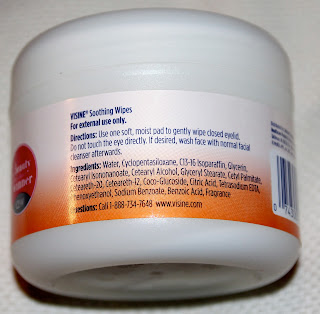 VISINE® Soothing Wipes
For external use only.
Directions: Use one soft, moist pad to gently wipe closed eyelid.
Do not touch the eye directly. If desired, wash face with normal facial
cleanser afterwards.
Ingredients: Water, Cyclopentasiloxane, C13-16 Isoparaffin, Glycerin,
Cetearyl Isononanoate, Cetearyl Alcohol, Glyceryl Stearate, Cetyl Palmitate,
Ceteareth-20, Ceteareth-12, Coco-Glucoside, Citric Acid, Tetrasodium EDTA,
Phenoxyethanol, Sodium Benzoate, Benzoic Acid, Fragrance
Questions: Call 1-888-734-7648 www.visine.com